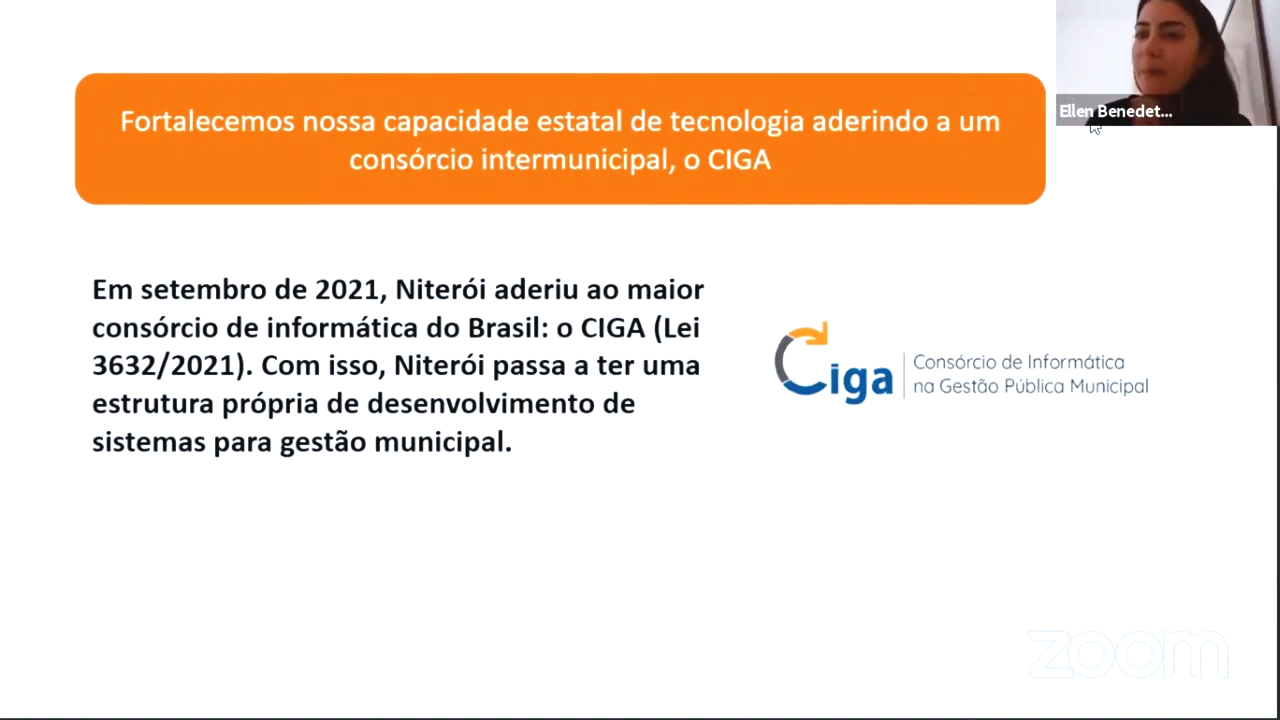 Fortalecemos nossa capacidade estatal de tecnologia aderindo a um
consórcio intermunicipal, o CIGA
Ellen Benedet...
Em setembro de 2021, Niterói aderiu ao maior
consórcio de informática do Brasil: o CIGA (Lei
3632/2021). Com isso, Niterói passa a ter uma
estrutura própria de desenvolvimento de
sistemas para gestão municipal.
Ciga
Consórcio de Informática
na Gestão Pública Municipal
zoom